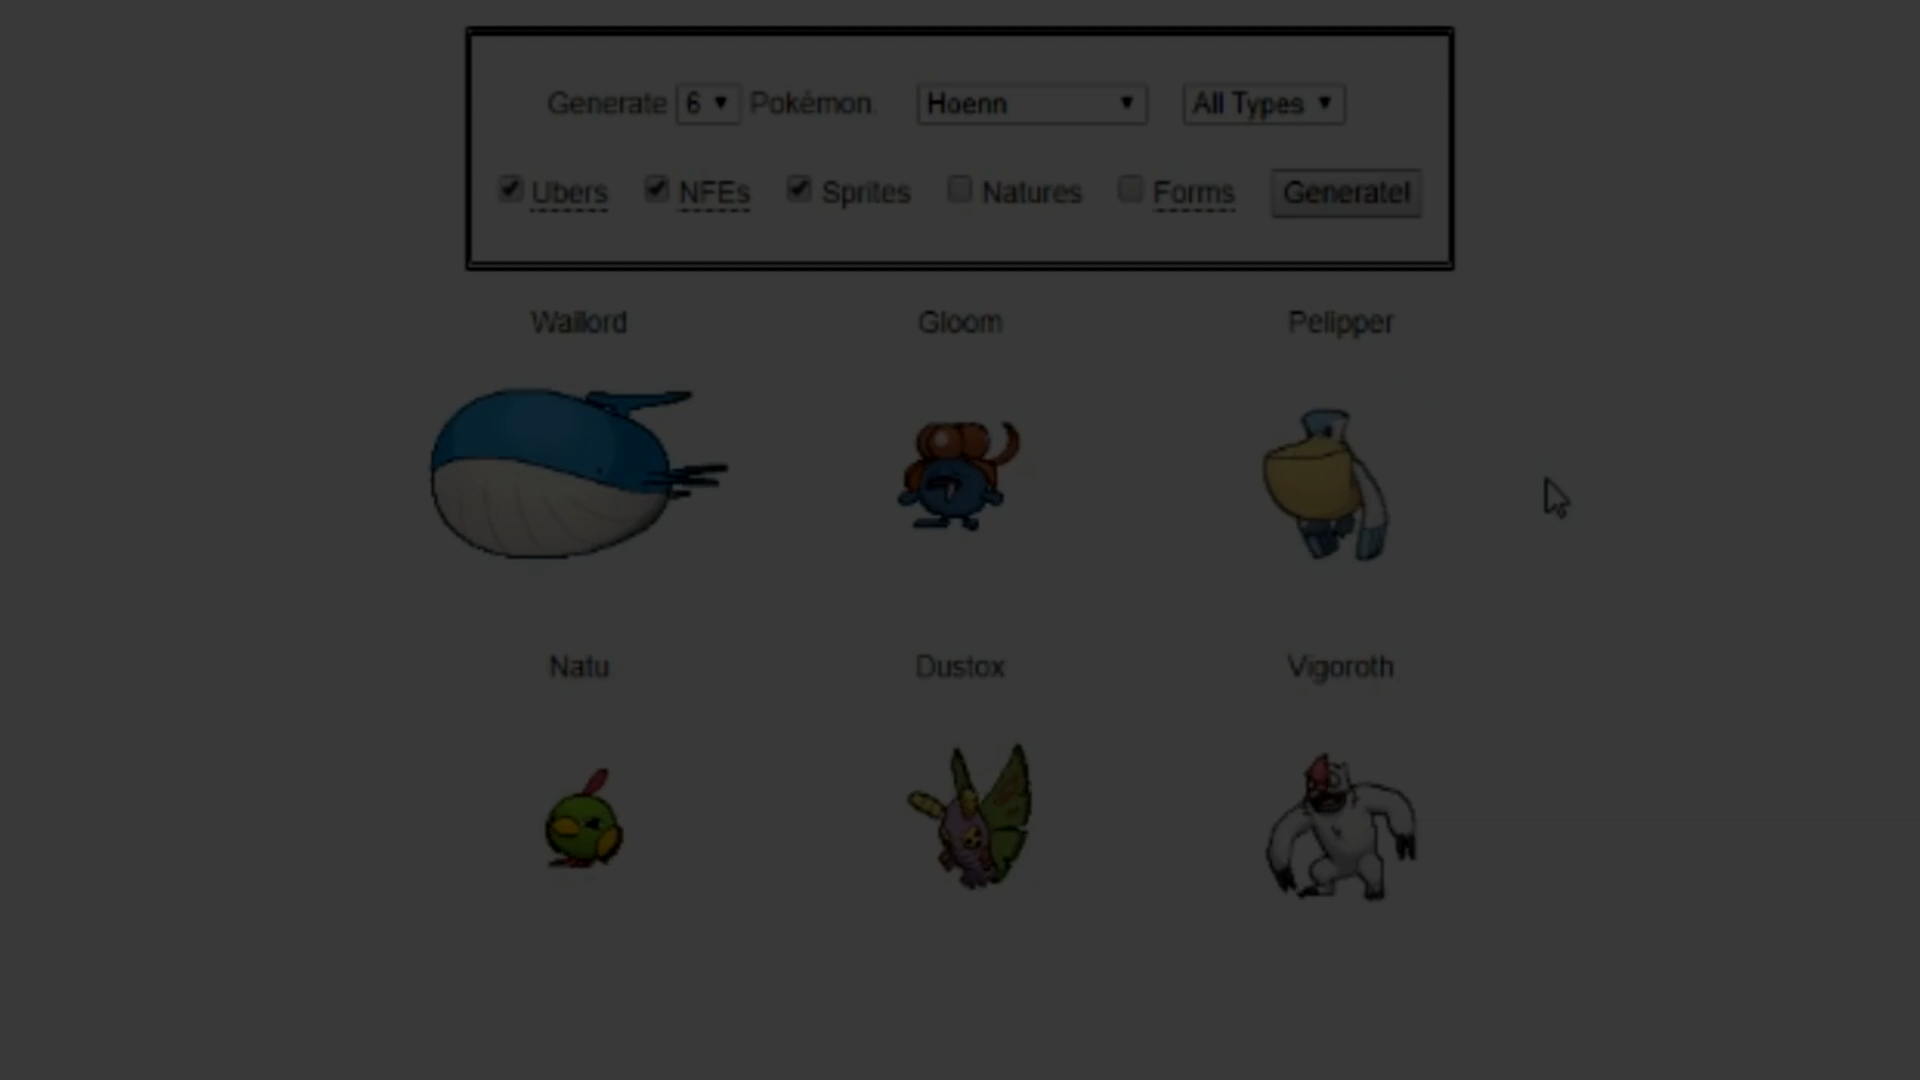 Generate 6 Pokémon. Hoenn All Types
Ubers NFEs Sprites Natures Forms Generate!
Wailord Gloom Pelipper
Natu Dustox Vigoroth